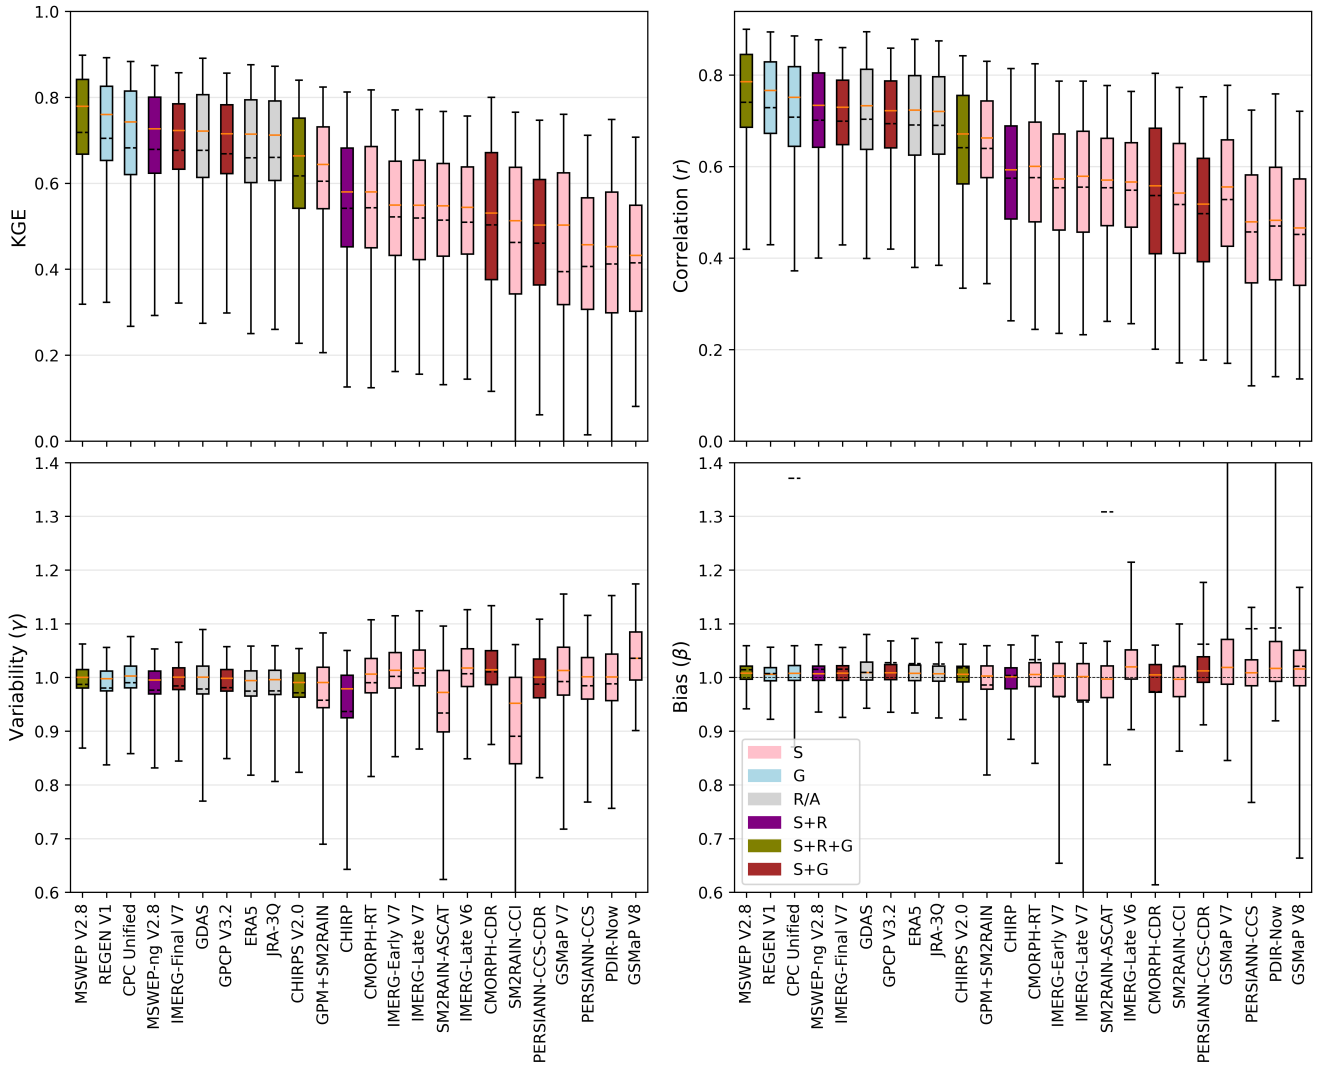 1.0
0.8
0.6
0.4
0.2
0.0
KGE
0.8
0.6
0.4
0.2
0.0
Correlation (r)
1.4
1.3
1.2
1.1
1.0
0.9
0.8
0.7
0.6
Variability (γ)
1.4
1.3
1.2
1.1
1.0
0.9
0.8
0.7
0.6
Bias (β)
S
G
R/A
S+R
S+R+G
S+G
MSWEP V2.8
REGEN V1
CPC Unified
MSWEP-ng V2.8
IMERG-Final V7
GDAS
GPCP V3.2
ERA5
JRA-3Q
CHIRPS V2.0
GPM+SM2RAIN
CHIRP
CMORPH-RT
IMERG-Early V7
IMERG-Late V7
SM2RAIN-ASCAT
IMERG-Late V6
CMORPH-CDR
SM2RAIN-CCI
PERSIANN-CCS-CDR
GSMaP V7
PERSIANN-CCS
PDIR-Now
GSMaP V8
MSWEP V2.8
REGEN V1
CPC Unified
MSWEP-ng V2.8
IMERG-Final V7
GDAS
GPCP V3.2
ERA5
JRA-3Q
CHIRPS V2.0
GPM+SM2RAIN
CHIRP
CMORPH-RT
IMERG-Early V7
IMERG-Late V7
SM2RAIN-ASCAT
IMERG-Late V6
CMORPH-CDR
SM2RAIN-CCI
PERSIANN-CCS-CDR
GSMaP V7
PERSIANN-CCS
PDIR-Now
GSMaP V8